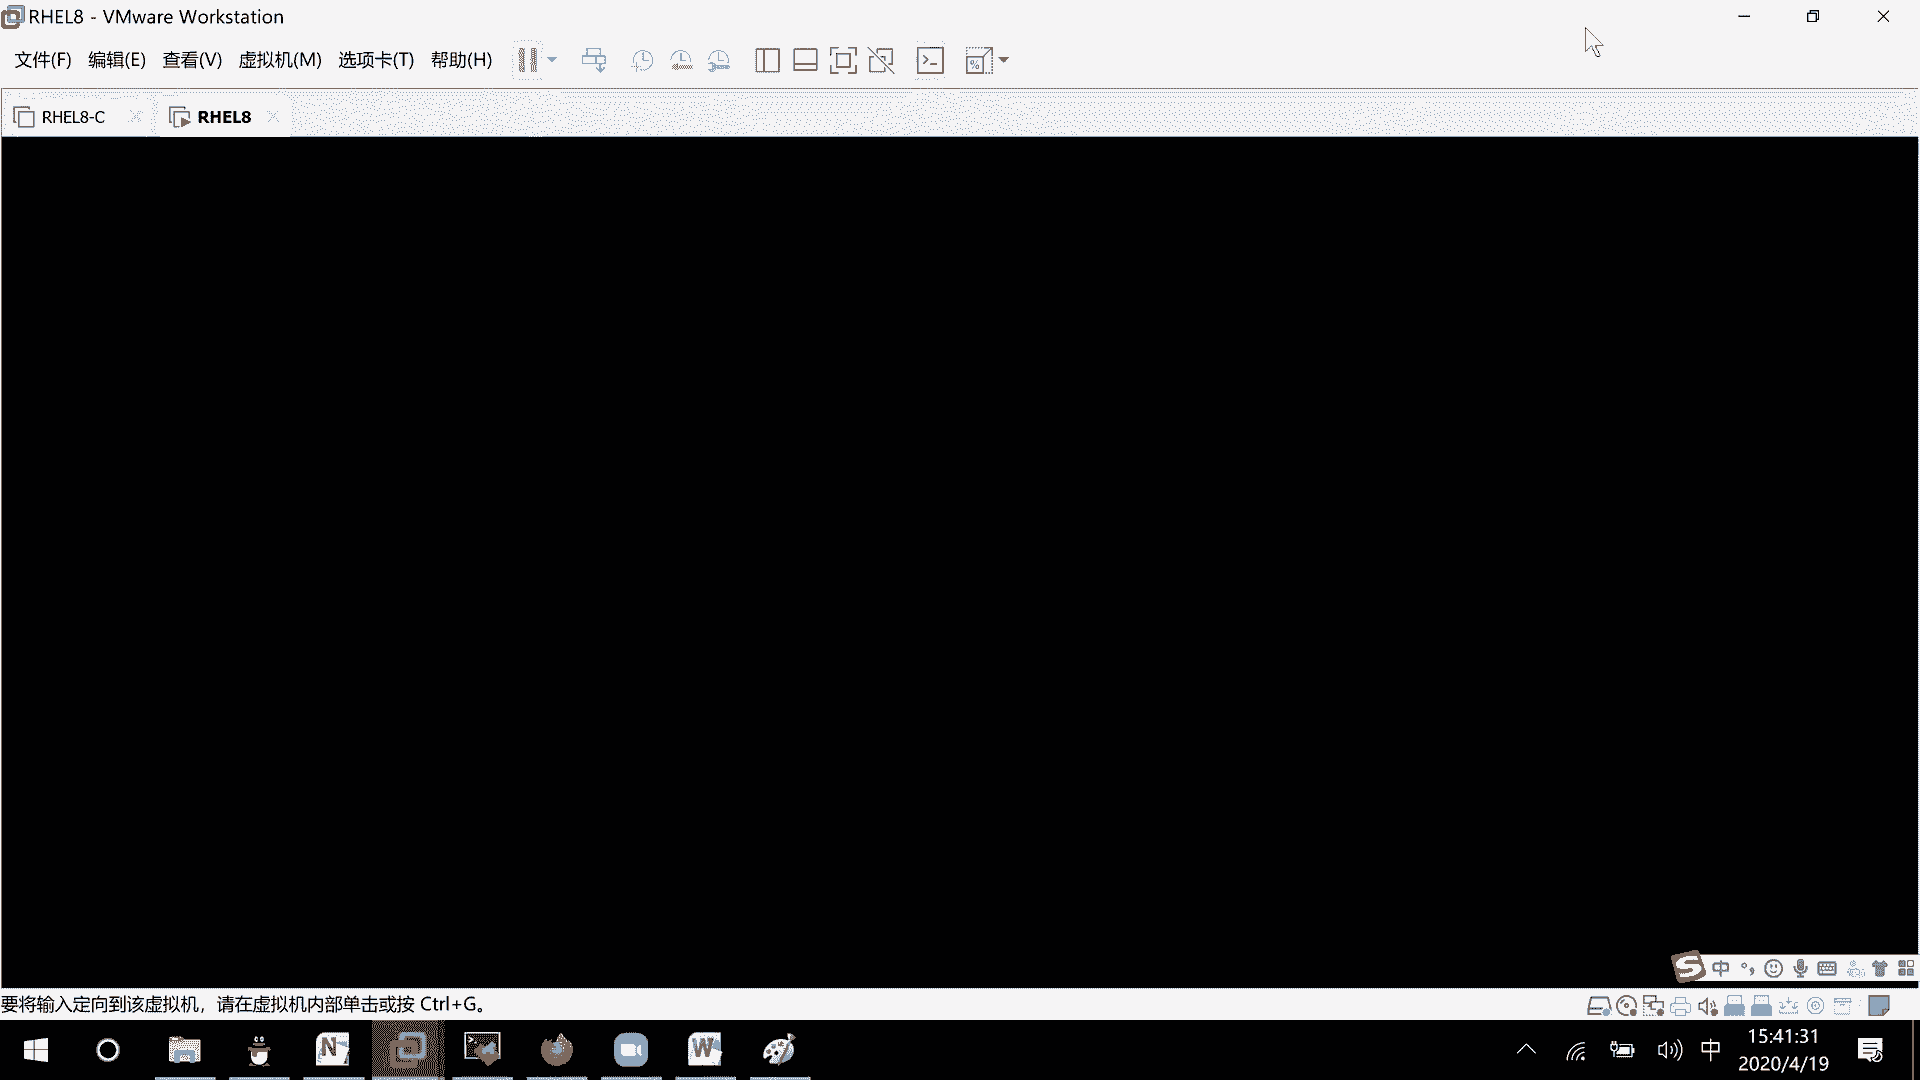 RHEL8 - VMware Workstation
文件(F) 编辑(E) 查看(V) 虚拟机(M) 选项卡(T) 帮助(H)
RHEL8-C RHEL8
中
要将输入定向到该虚拟机，请在虚拟机内部单击或按 Ctrl+G。
中 15:41:31
2020/4/19